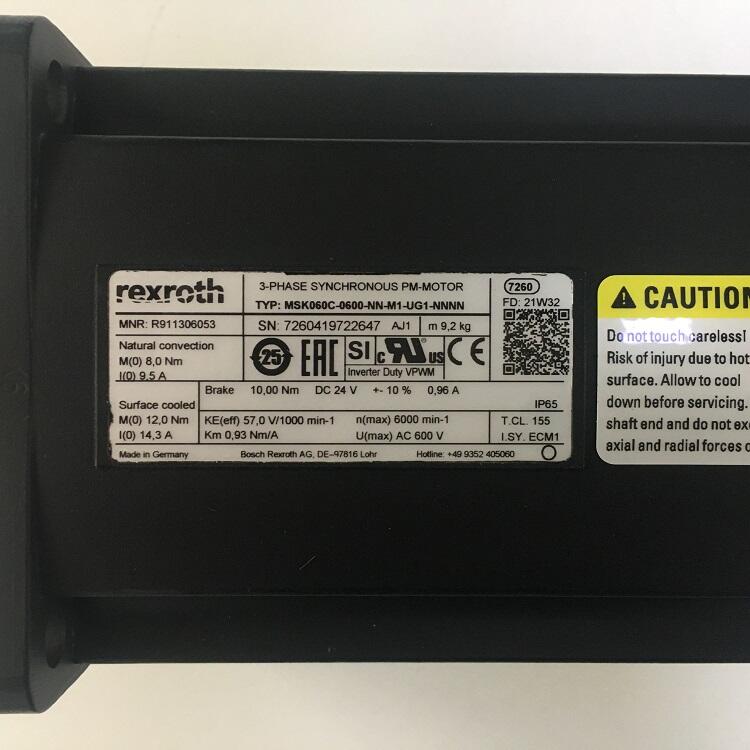 rexroth
3-PHASE SYNCHRONOUS PM-MOTOR
TYP: MSK060C-0600-NN-M1-UG1-NNNN
7260
FD: 21W32
MNR: R911306053
SN: 7260419722647 AJ1 m 9,2 kg
Natural convection
M(0) 8,0 Nm
I(0) 9,5 A
25 EAC SI c RU us CE
Inverter Duty VPWM
Brake 10,00 Nm DC 24 V +- 10 % 0,96 A
IP65
Surface cooled
M(0) 12,0 Nm
I(0) 14,3 A
KE(eff) 57,0 V/1000 min-1 n(max) 6000 min-1
Km 0,93 Nm/A U(max) AC 600 V
T.CL. 155
I.SY. ECM1
Made in Germany Bosch Rexroth AG, DE-97816 Lohr Hotline: +49 9352 405060
CAUTION
Do not touch careless
Risk of injury due to hot
surface. Allow to cool
down before servicing.
shaft end and do not
axial and radial forces